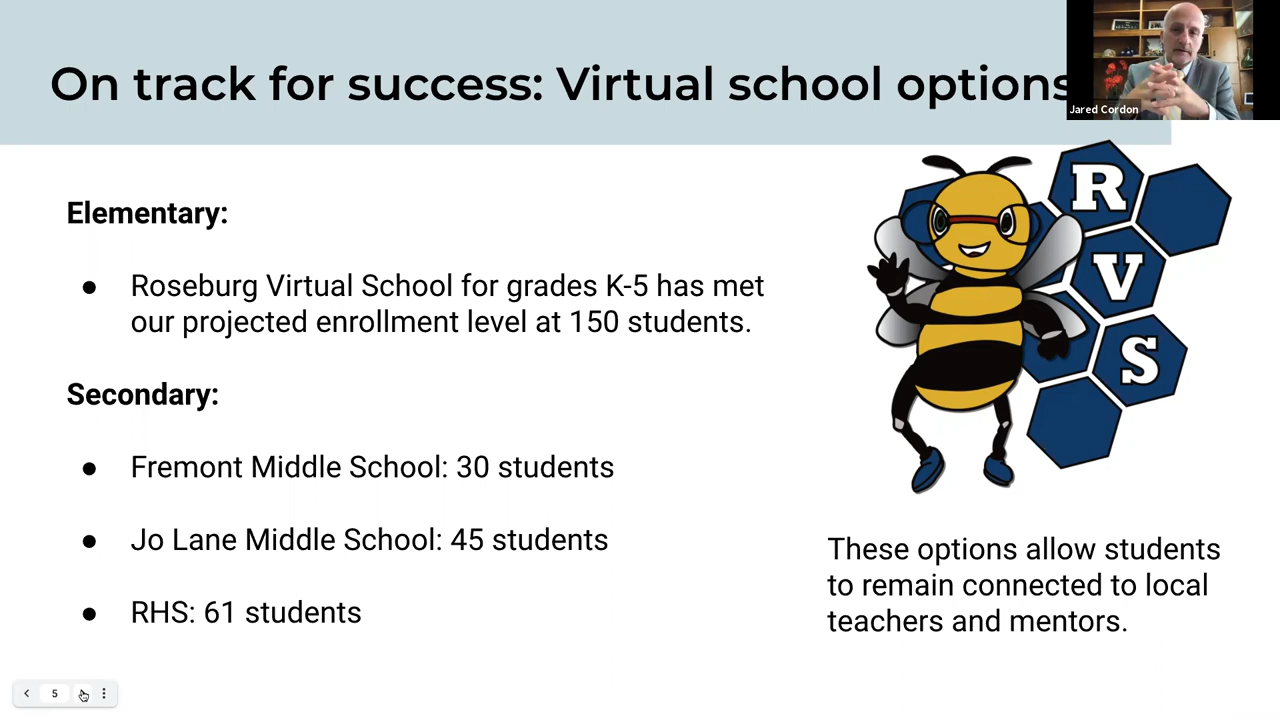 On track for success: Virtual school options
Jared Cordon
Elementary:
● Roseburg Virtual School for grades K-5 has met
our projected enrollment level at 150 students.
Secondary:
● Fremont Middle School: 30 students
● Jo Lane Middle School: 45 students
● RHS: 61 students
R
V
S
These options allow students
to remain connected to local
teachers and mentors.
5